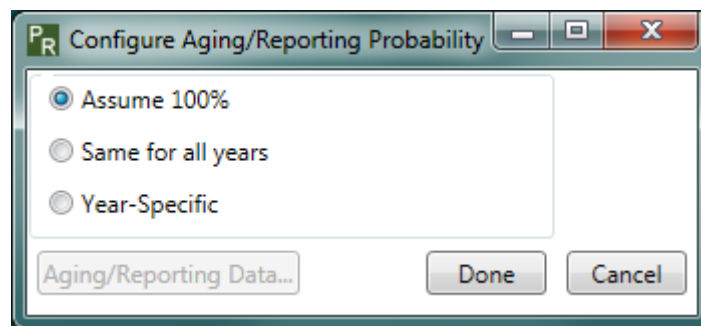 PR Configure Aging/Reporting Probability
Assume 100%
Same for all years
Year-Specific
Aging/Reporting Data... Done Cancel